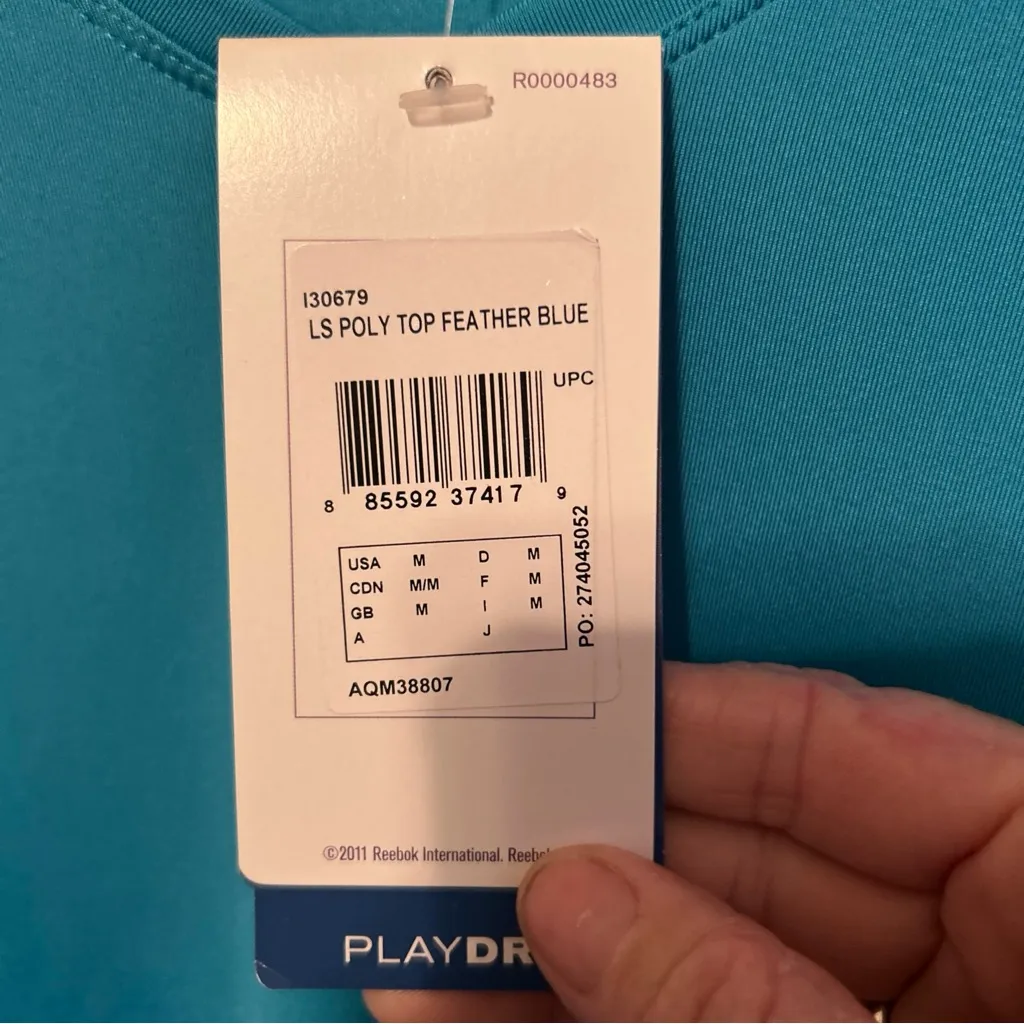 R0000483
I30679
LS POLY TOP FEATHER BLUE
UPC
8 85592 37417 9
USA M D M
CDN M/M F M
GB M I M
A J
PO: 274045052
AQM38807
©2011 Reebok International.
PLAYDR